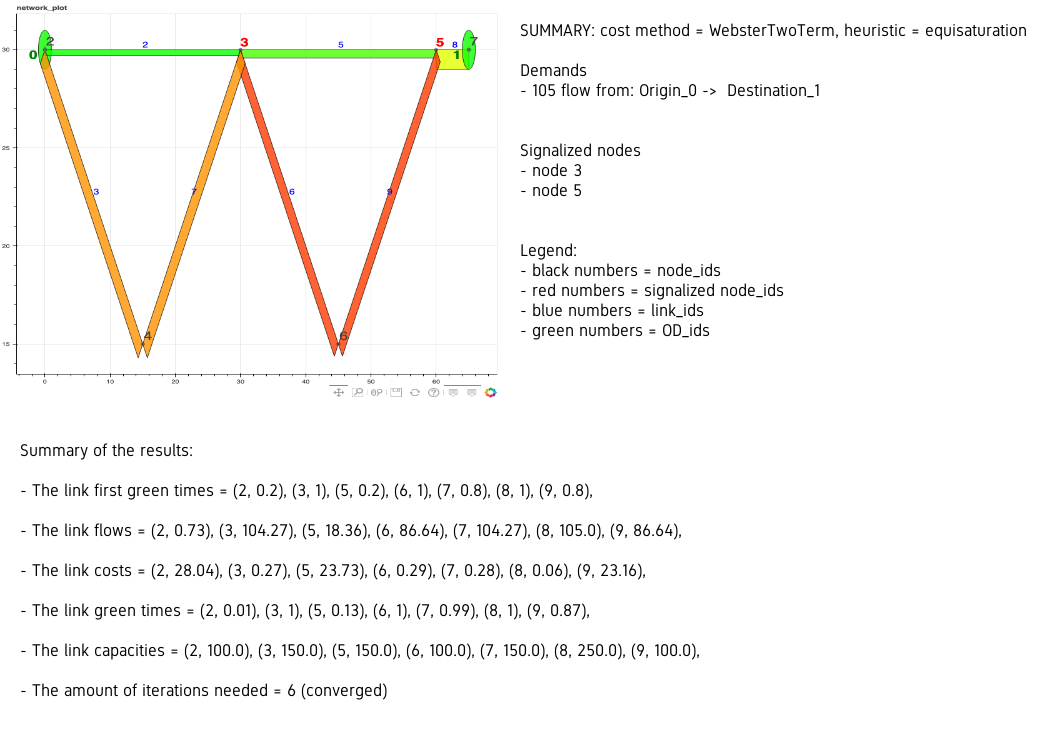 network_plot
SUMMARY: cost method = WebsterTwoTerm, heuristic = equisaturation
Demands
- 105 flow from: Origin_0 -> Destination_1
Signalized nodes
- node 3
- node 5
Legend:
- black numbers = node_ids
- red numbers = signalized node_ids
- blue numbers = link_ids
- green numbers = OD_ids
30
25
20
15
0 10 20 30 40 50 60
0 2 2 3 5 5 8 1 7
3 7 6 9
4 6
Summary of the results:
- The link first green times = (2, 0.2), (3, 1), (5, 0.2), (6, 1), (7, 0.8), (8, 1), (9, 0.8),
- The link flows = (2, 0.73), (3, 104.27), (5, 18.36), (6, 86.64), (7, 104.27), (8, 105.0), (9, 86.64),
- The link costs = (2, 28.04), (3, 0.27), (5, 23.73), (6, 0.29), (7, 0.28), (8, 0.06), (9, 23.16),
- The link green times = (2, 0.01), (3, 1), (5, 0.13), (6, 1), (7, 0.99), (8, 1), (9, 0.87),
- The link capacities = (2, 100.0), (3, 150.0), (5, 150.0), (6, 100.0), (7, 150.0), (8, 250.0), (9, 100.0),
- The amount of iterations needed = 6 (converged)